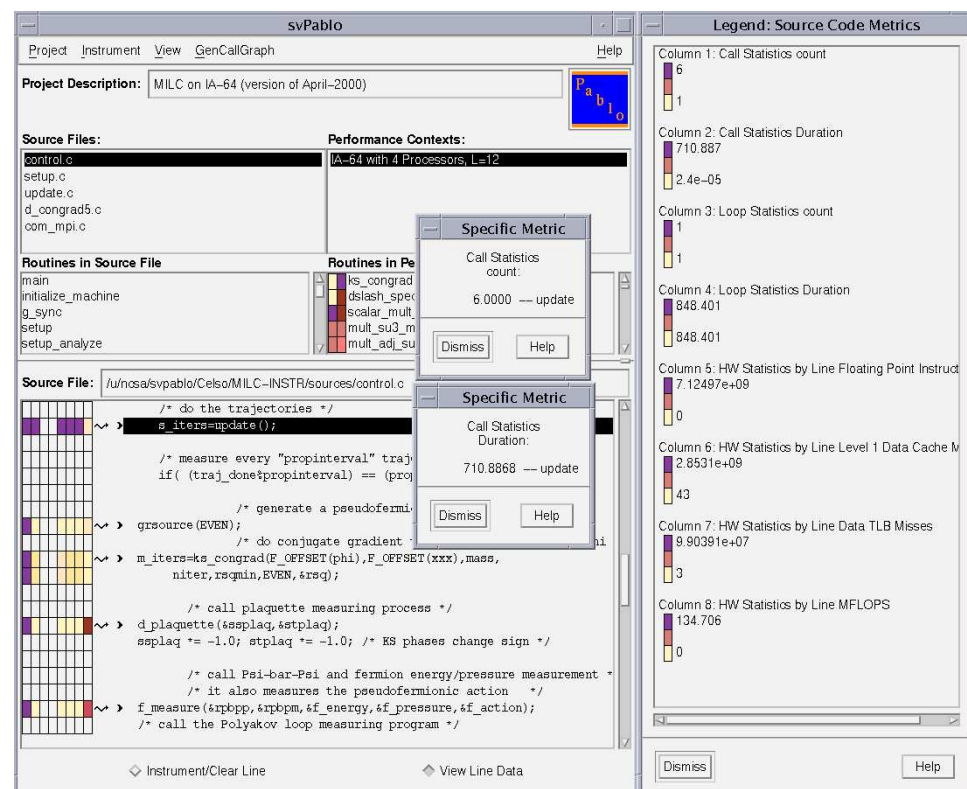 svPablo
Project Instrument View GenCallGraph Help
Project Description: MILC on IA-64 (version of April-2000)
Pablo
Source Files:
control.c
setup.c
update.c
d_congrad5.c
com_mpi.c
Performance Contexts:
IA-64 with 4 Processors, L=12
Routines in Source File
main
initialize_machine
g_sync
setup
setup_analyze
Routines in Pe
ks_congrad
dslash_spec
scalar_mult_
mult_su3_m
mult_adj_su
Specific Metric
Call Statistics
count:
6.0000 -- update
Dismiss Help
Specific Metric
Call Statistics
Duration:
710.8868 -- update
Dismiss Help
Source File: /u/ncsa/svpablo/Celso/MILC-INSTR/sources/control.c
/* do the trajectories */
s_iters=update();
/* measure every "propinterval" traj
if( (traj_done%propinterval) == (prop
/* generate a pseudofermi
grsource(EVEN);
/* do conjugate gradient hi
m_iters=ks_congrad(F_OFFSET(phi),F_OFFSET(xxx),mass,
niter,rsqmin,EVEN,&rsq);
/* call plaquette measuring process */
d_plaquette(&ssplaq,&stplaq);
ssplaq *= -1.0; stplaq *= -1.0; /* KS phases change sign */
/* call Psi-bar-Psi and fermion energy/pressure measurement *
/* it also measures the pseudofermionic action */
f_measure(&rpbpp,&rpbpm,&f_energy,&f_pressure,&f_action);
/* call the Polyakov loop measuring program */
Instrument/Clear Line View Line Data
Legend: Source Code Metrics
Column 1: Call Statistics count
6
1
Column 2: Call Statistics Duration
710.887
2.4e-05
Column 3: Loop Statistics count
1
1
Column 4: Loop Statistics Duration
848.401
848.401
Column 5: HW Statistics by Line Floating Point Instruct
7.12497e+09
0
Column 6: HW Statistics by Line Level 1 Data Cache M
2.8531e+09
43
Column 7: HW Statistics by Line Data TLB Misses
9.90391e+07
3
Column 8: HW Statistics by Line MFLOPS
134.706
0
Dismiss Help